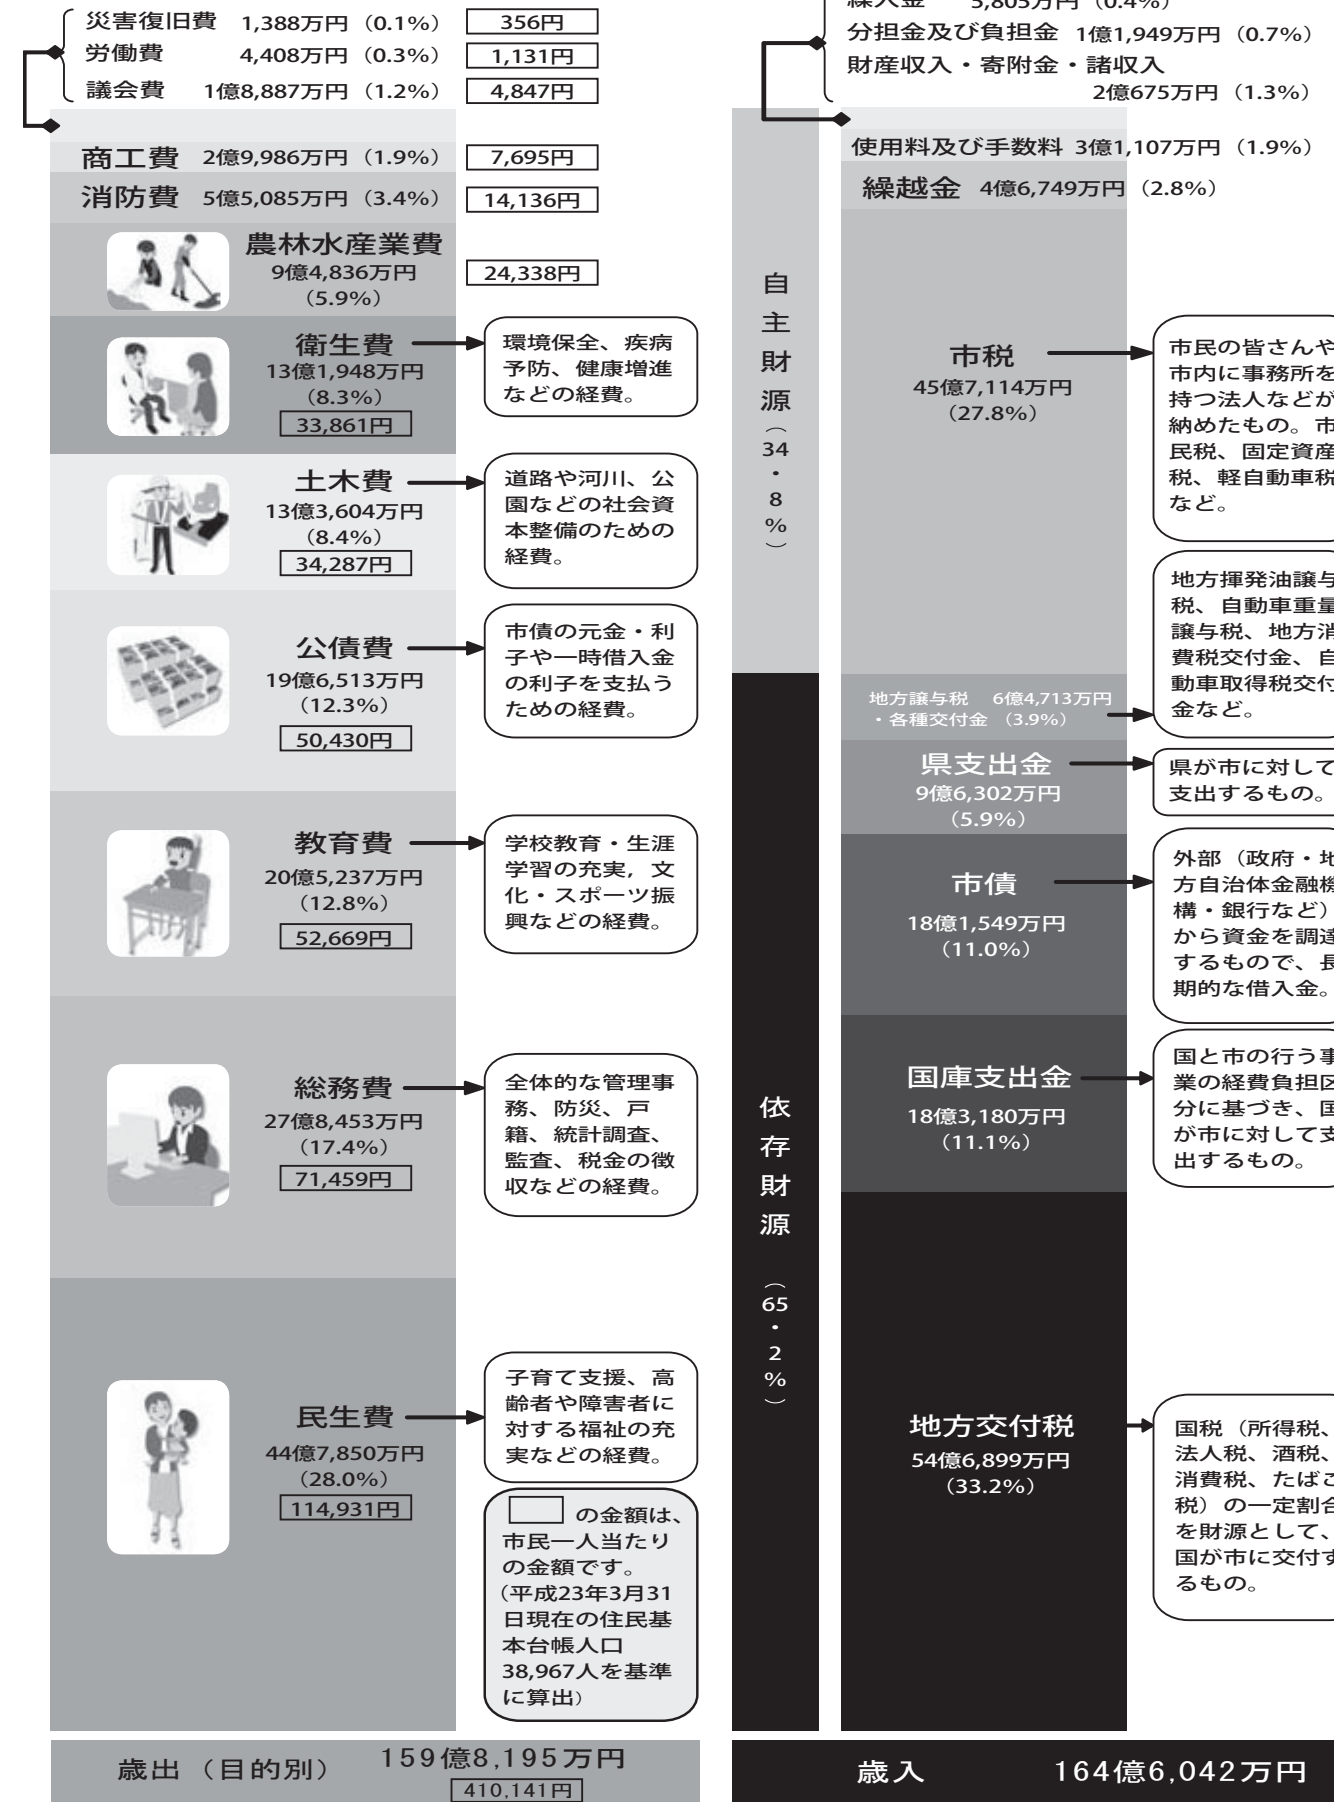 災害復旧費 1,388万円（0.1%） 356円
労働費 4,408万円（0.3%） 1,131円
議会費 1億8,887万円（1.2%） 4,847円
商工費 2億9,986万円（1.9%） 7,695円
消防費 5億5,085万円（3.4%） 14,136円
農林水産業費
9億4,836万円
（5.9%）
24,338円
衛生費
13億1,948万円
（8.3%）
33,861円
環境保全、疾病
予防、健康増進
などの経費。
土木費
13億3,604万円
（8.4%）
34,287円
道路や河川、公
園などの社会資
本整備のための
経費。
公債費
19億6,513万円
（12.3%）
50,430円
市債の元金・利
子や一時借入金
の利子を支払う
ための経費。
教育費
20億5,237万円
（12.8%）
52,669円
学校教育・生涯
学習の充実，文
化・スポーツ振
興などの経費。
総務費
27億8,453万円
（17.4%）
71,459円
全体的な管理事
務、防災、戸
籍、統計調査、
監査、税金の徴
収などの経費。
民生費
44億7,850万円
（28.0%）
114,931円
子育て支援、高
齢者や障害者に
対する福祉の充
実などの経費。
の金額は、
市民一人当たり
の金額です。
（平成23年3月31
日現在の住民基
本台帳人口
38,967人を基準
に算出）
歳出（目的別） 159億8,195万円
410,141円
繰入金 5,805万円（0.4%）
分担金及び負担金 1億1,949万円（0.7%）
財産収入・寄附金・諸収入
2億675万円（1.3%）
使用料及び手数料 3億1,107万円（1.9%）
繰越金 4億6,749万円（2.8%）
自主財源（34・8%）
市税
45億7,114万円
（27.8%）
市民の皆さんや
市内に事務所を
持つ法人などが
納めたもの。市
民税、固定資産
税、軽自動車税
など。
依存財源（65・2%）
地方譲与税 6億4,713万円
・各種交付金（3.9%）
地方揮発油譲与
税、自動車重量
譲与税、地方消
費税交付金、自
動車取得税交付
金など。
県支出金
9億6,302万円
（5.9%）
県が市に対して
支出するもの。
市債
18億1,549万円
（11.0%）
外部（政府・地
方自治体金融機
構・銀行など）
から資金を調達
するもので、長
期的な借入金。
国庫支出金
18億3,180万円
（11.1%）
国と市の行う事
業の経費負担区
分に基づき、国
が市に対して支
出するもの。
地方交付税
54億6,899万円
（33.2%）
国税（所得税、
法人税、酒税、
消費税、たばこ
税）の一定割合
を財源として、
国が市に交付す
るもの。
歳入 164億6,042万円